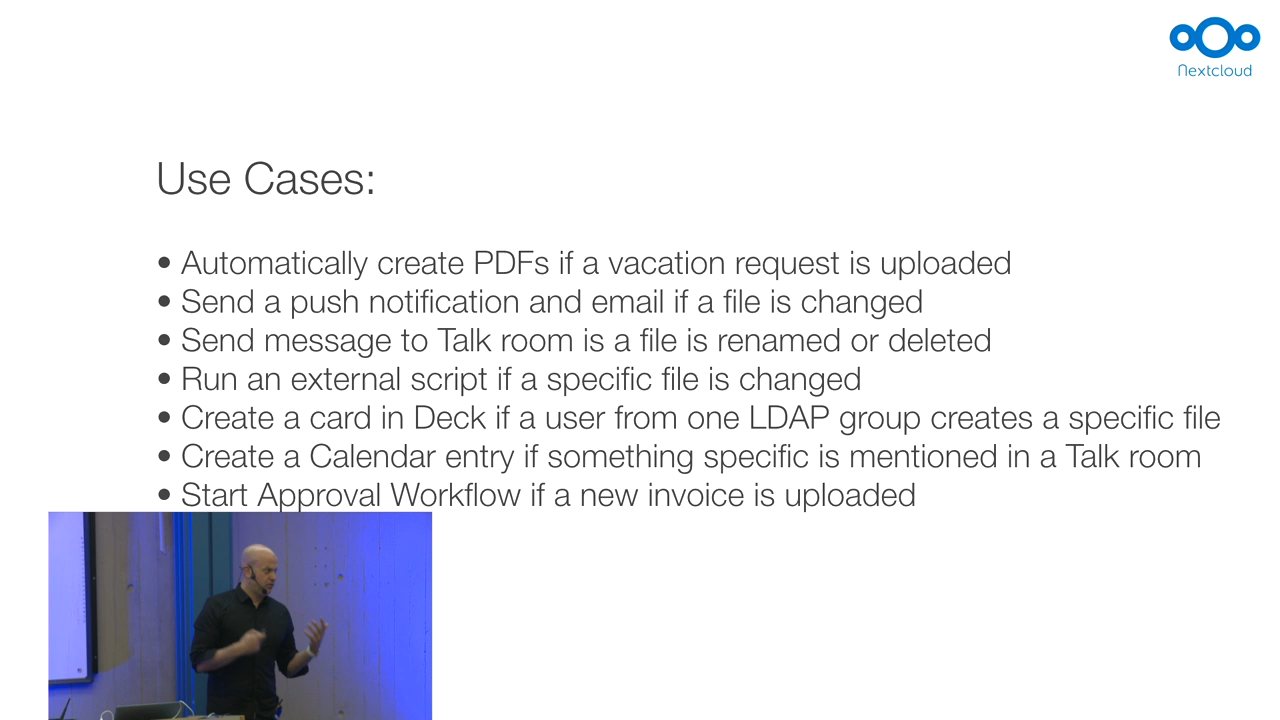 Nextcloud
Use Cases:
• Automatically create PDFs if a vacation request is uploaded
• Send a push notification and email if a file is changed
• Send message to Talk room is a file is renamed or deleted
• Run an external script if a specific file is changed
• Create a card in Deck if a user from one LDAP group creates a specific file
• Create a Calendar entry if something specific is mentioned in a Talk room
• Start Approval Workflow if a new invoice is uploaded